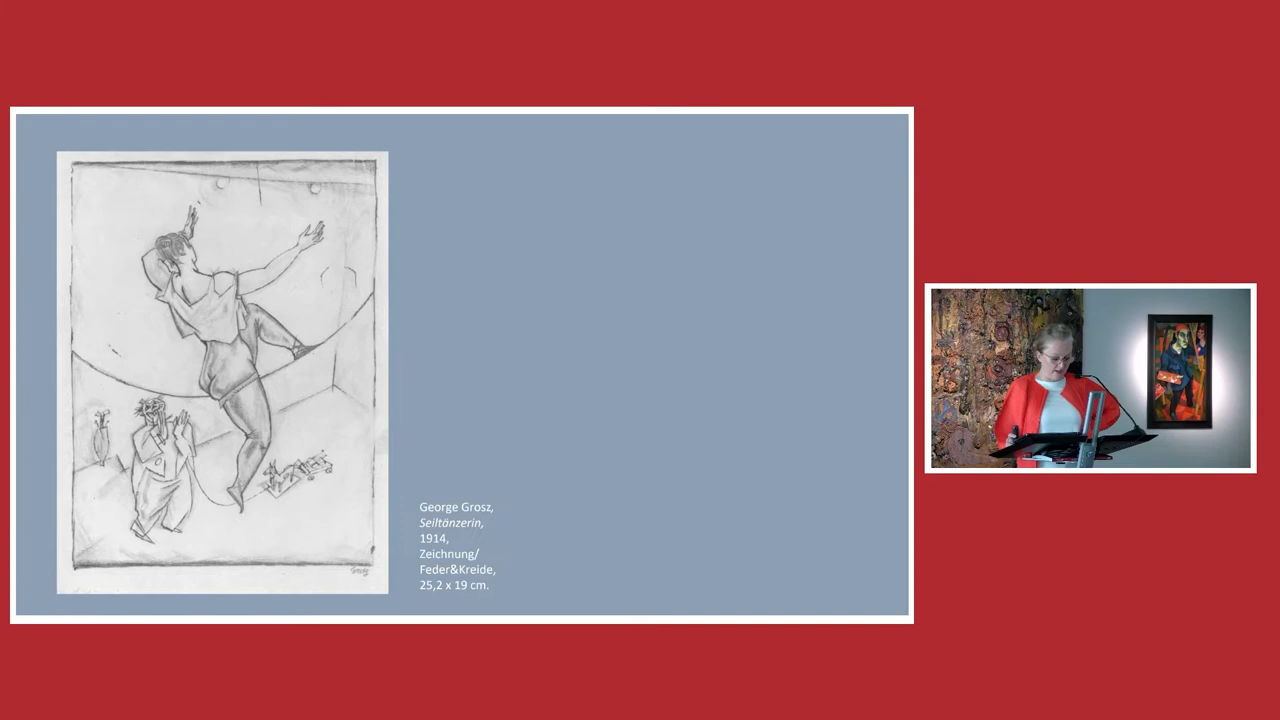 George Grosz,
Seiltänzerin,
1914,
Zeichnung/
Feder&Kreide,
25,2 x 19 cm.